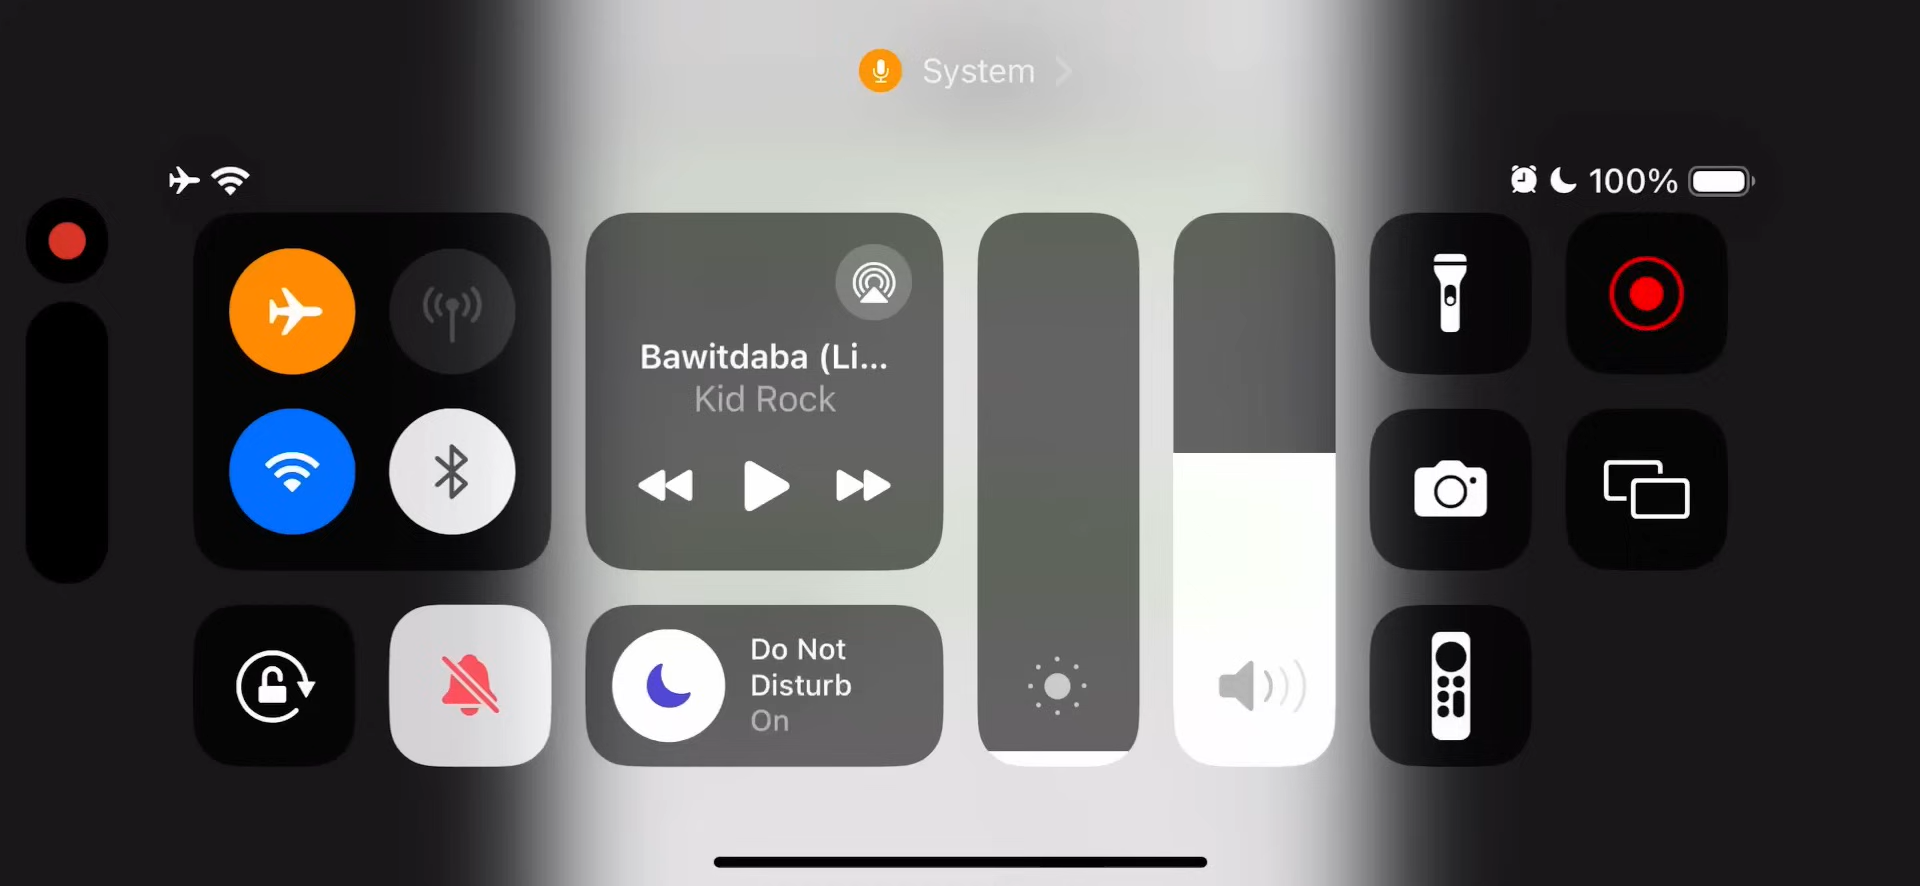 System
100%
Bawitdaba (Li...
Kid Rock
Do Not
Disturb
On